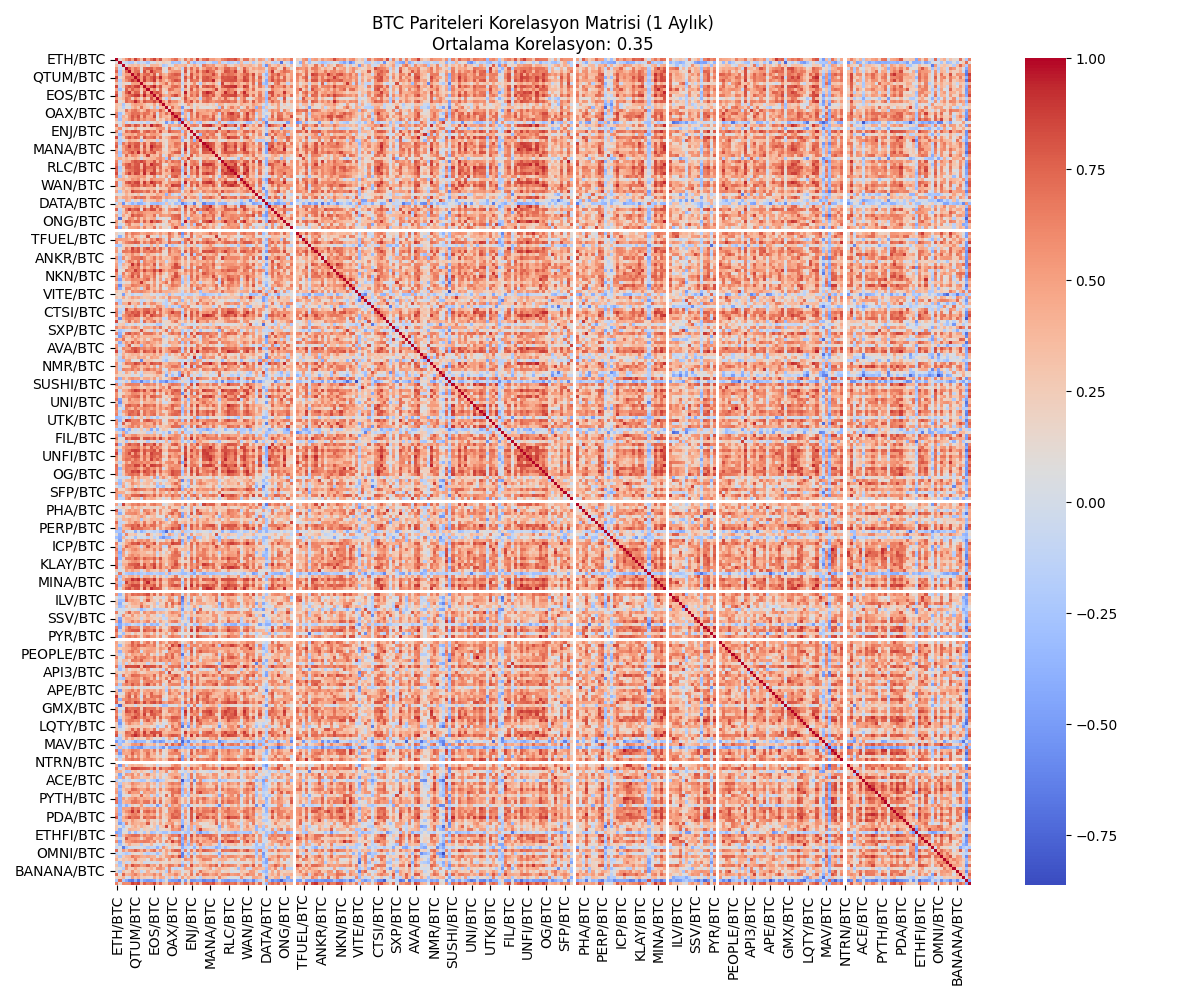 BTC Pariteleri Korelasyon Matrisi (1 Aylık)
Ortalama Korelasyon: 0.35
ETH/BTC
QTUM/BTC
EOS/BTC
OAX/BTC
ENJ/BTC
MANA/BTC
RLC/BTC
WAN/BTC
DATA/BTC
ONG/BTC
TFUEL/BTC
ANKR/BTC
NKN/BTC
VITE/BTC
CTSI/BTC
SXP/BTC
AVA/BTC
NMR/BTC
SUSHI/BTC
UNI/BTC
UTK/BTC
FIL/BTC
UNFI/BTC
OG/BTC
SFP/BTC
PHA/BTC
PERP/BTC
ICP/BTC
KLAY/BTC
MINA/BTC
ILV/BTC
SSV/BTC
PYR/BTC
PEOPLE/BTC
API3/BTC
APE/BTC
GMX/BTC
LQTY/BTC
MAV/BTC
NTRN/BTC
ACE/BTC
PYTH/BTC
PDA/BTC
ETHFI/BTC
OMNI/BTC
BANANA/BTC
ETH/BTC
QTUM/BTC
EOS/BTC
OAX/BTC
ENJ/BTC
MANA/BTC
RLC/BTC
WAN/BTC
DATA/BTC
ONG/BTC
TFUEL/BTC
ANKR/BTC
NKN/BTC
VITE/BTC
CTSI/BTC
SXP/BTC
AVA/BTC
NMR/BTC
SUSHI/BTC
UNI/BTC
UTK/BTC
FIL/BTC
UNFI/BTC
OG/BTC
SFP/BTC
PHA/BTC
PERP/BTC
ICP/BTC
KLAY/BTC
MINA/BTC
ILV/BTC
SSV/BTC
PYR/BTC
PEOPLE/BTC
API3/BTC
APE/BTC
GMX/BTC
LQTY/BTC
MAV/BTC
NTRN/BTC
ACE/BTC
PYTH/BTC
PDA/BTC
ETHFI/BTC
OMNI/BTC
BANANA/BTC
1.00
0.75
0.50
0.25
0.00
−0.25
−0.50
−0.75